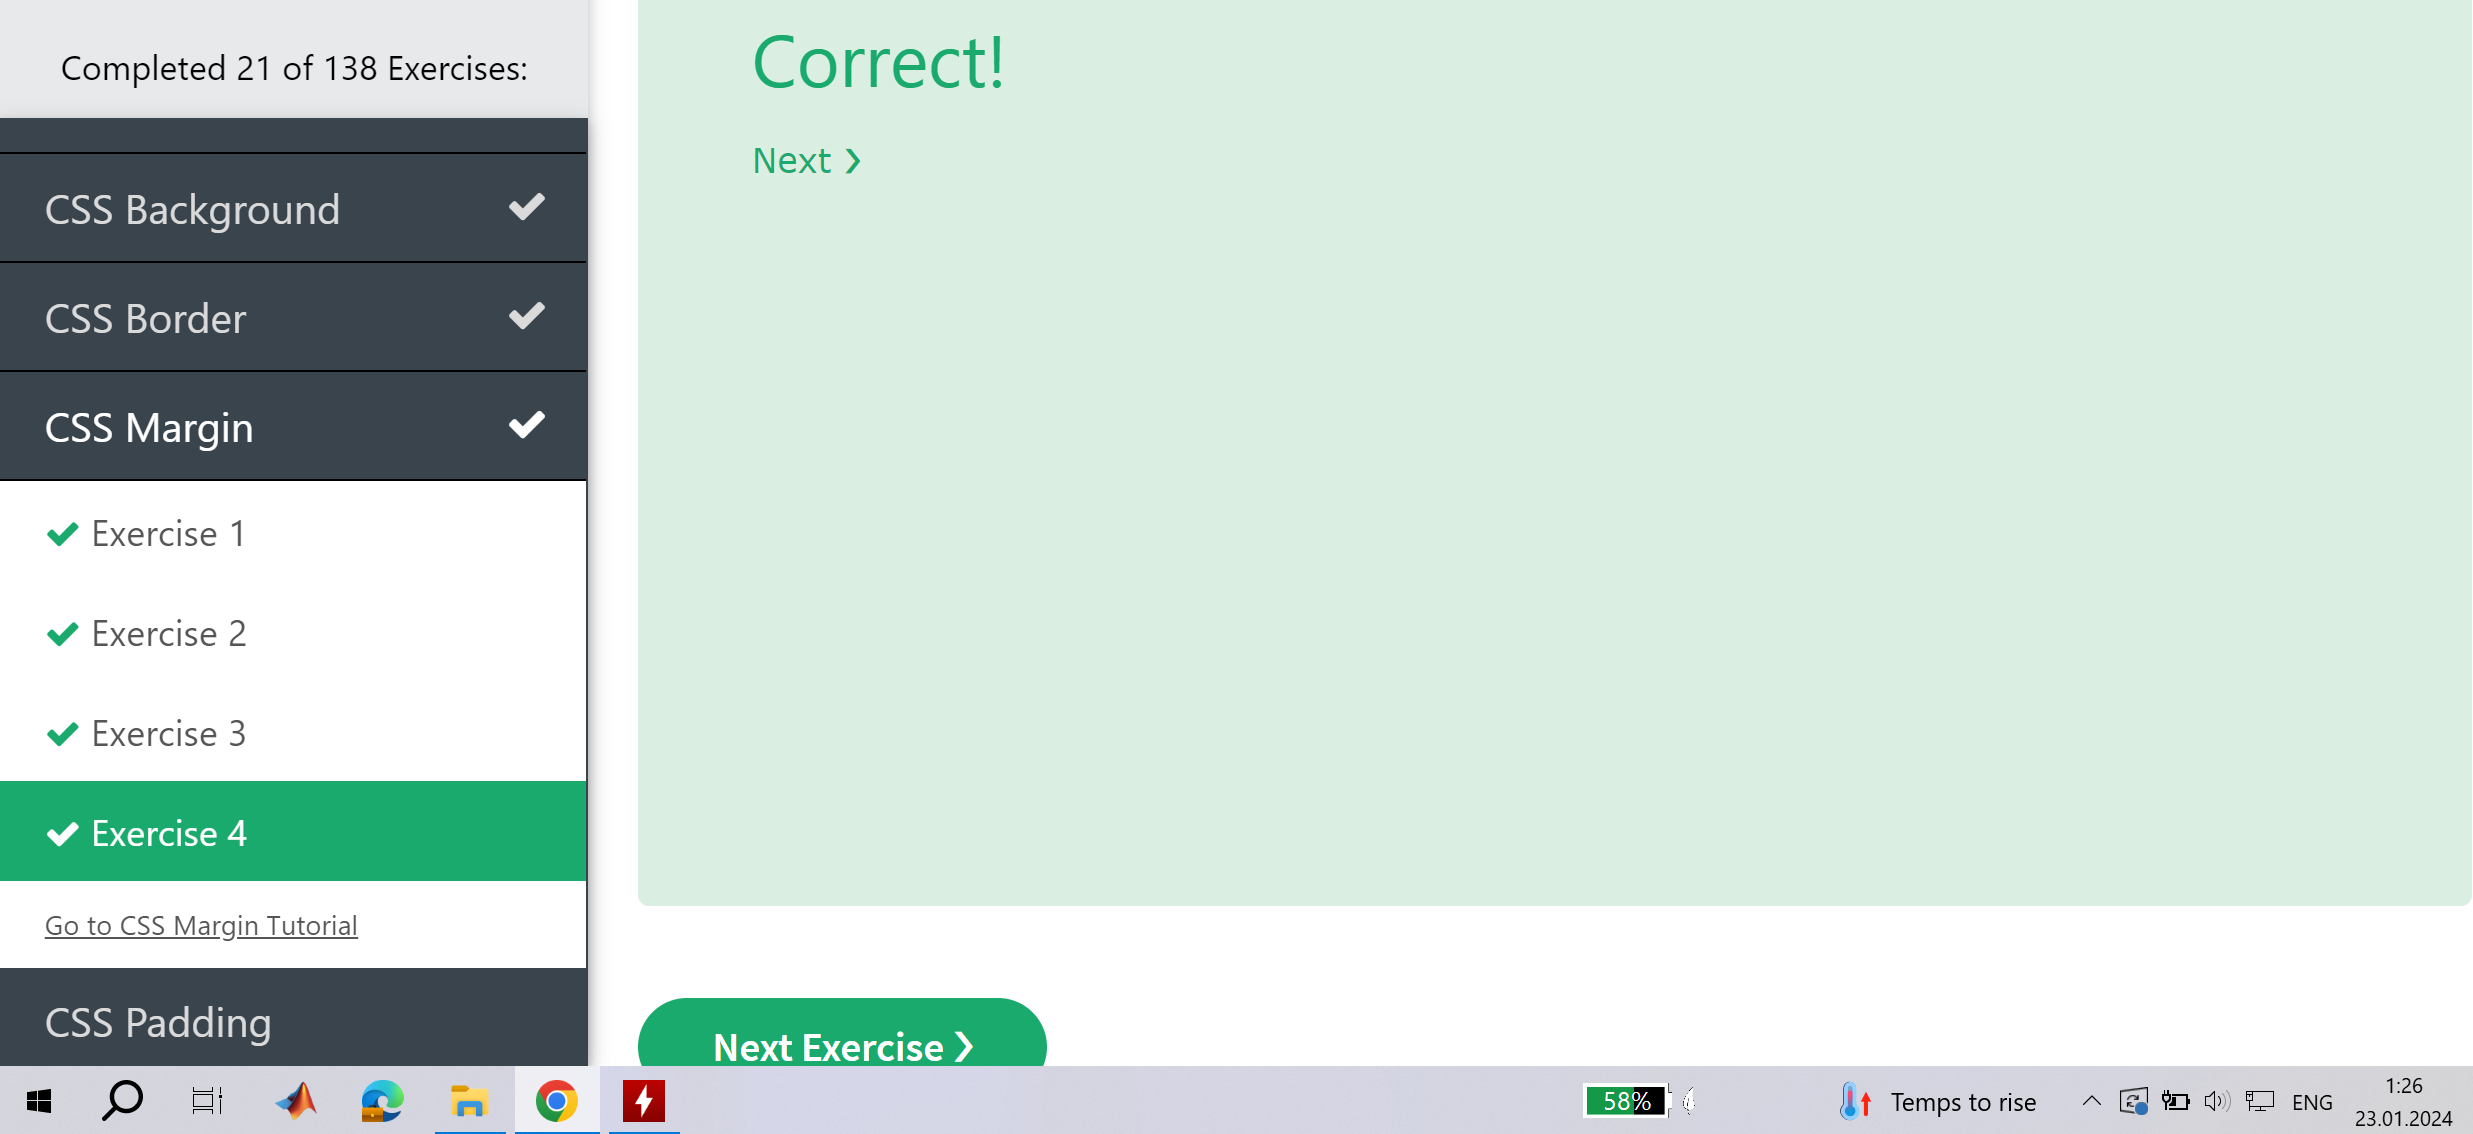 Completed 21 of 138 Exercises:
CSS Background
CSS Border
CSS Margin
Exercise 1
Exercise 2
Exercise 3
Exercise 4
Go to CSS Margin Tutorial
CSS Padding
Correct!
Next ❯
Next Exercise ❯
58%
Temps to rise
ENG
1:26
23.01.2024